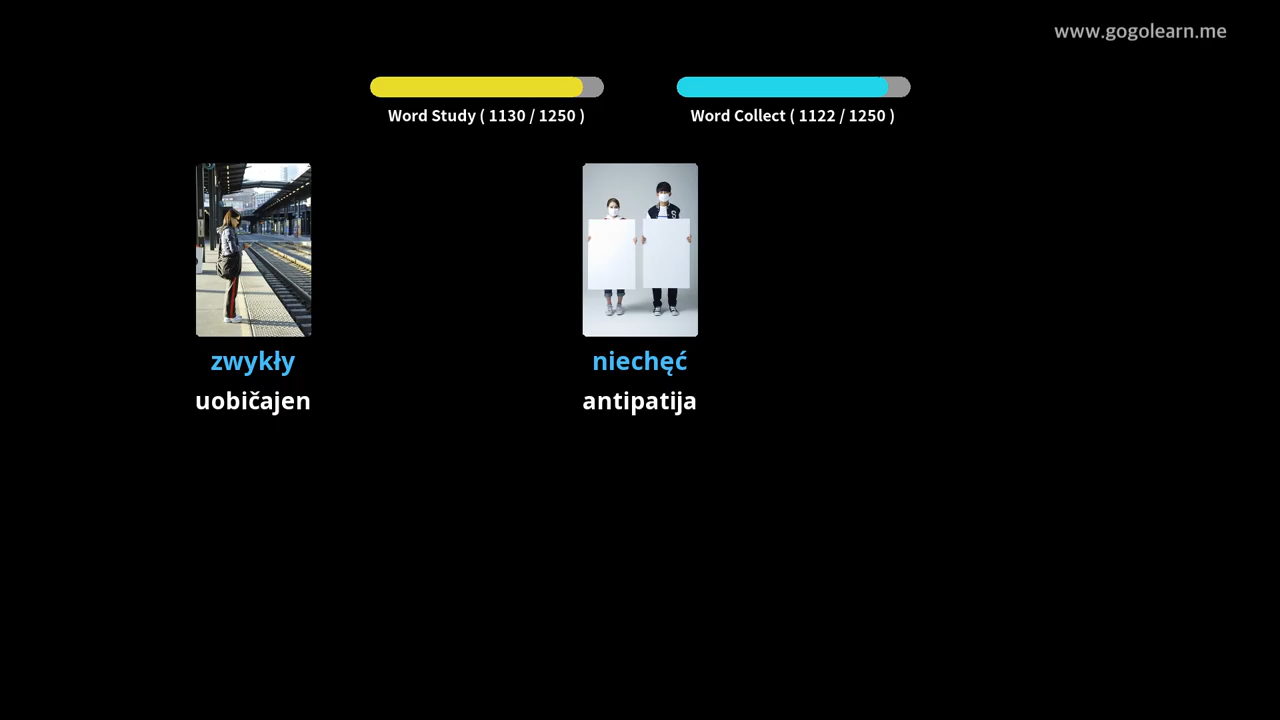 www.gogolearn.me
Word Study ( 1130 / 1250 )
Word Collect ( 1122 / 1250 )
zwykły
niechęć
uobičajen
antipatija